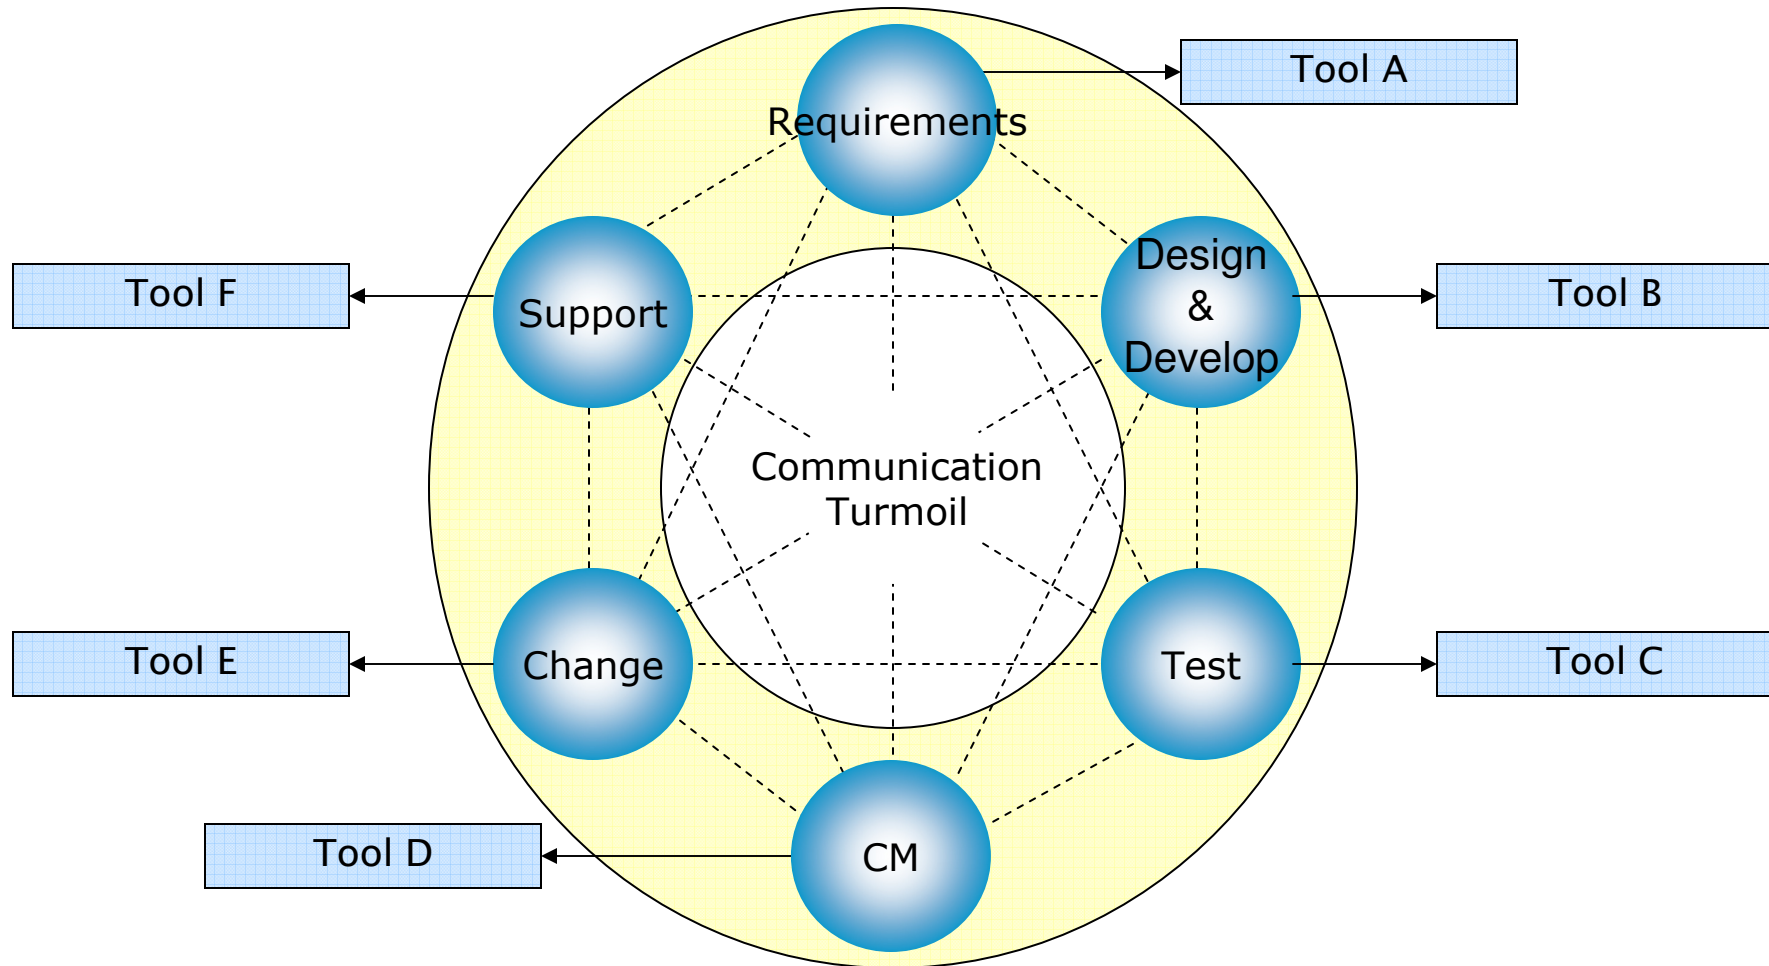 Tool A
Requirements
Design
&
Develop
Tool B
Tool F
Support
Communication
Turmoil
Tool E
Change
Test
Tool C
Tool D
CM